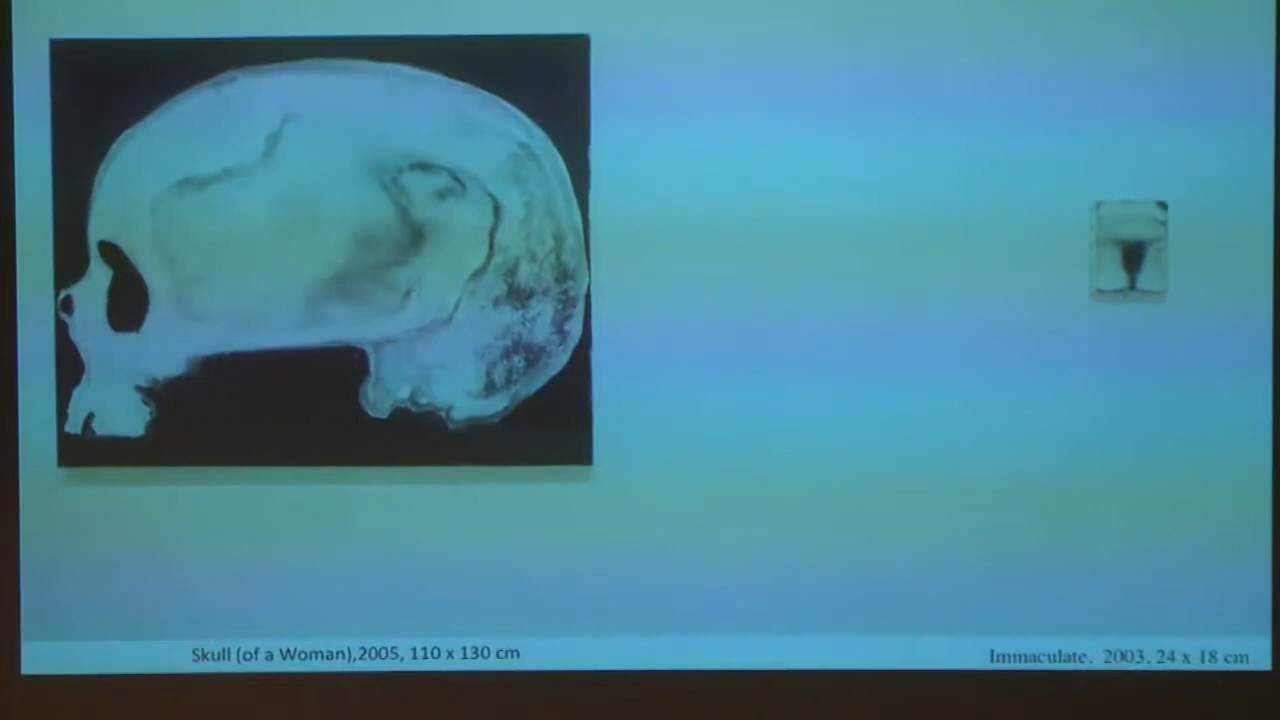 Skull (of a Woman),2005, 110 x 130 cm
Immaculate. 2003. 24 x 18 cm